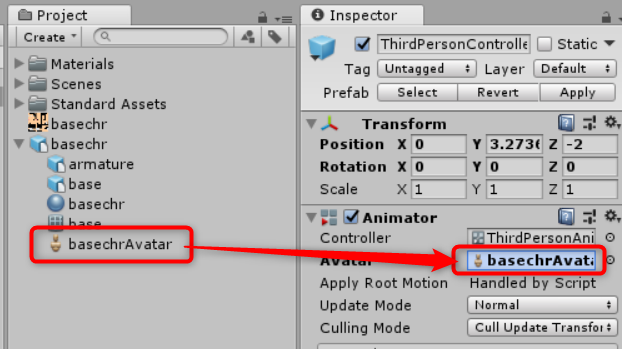 Project
Create
Materials
Scenes
Standard Assets
basechr
basechr
armature
base
basechr
base
basechrAvatar
Inspector
ThirdPersonControlle
Static
Tag Untagged Layer Default
Prefab Select Revert Apply
Transform
Position X 0 Y 3.2736 Z -2
Rotation X 0 Y 0 Z 0
Scale X 1 Y 1 Z 1
Animator
Controller ThirdPersonAni
Avatar basechrAvata
Apply Root Motion Handled by Script
Update Mode Normal
Culling Mode Cull Update Transfor